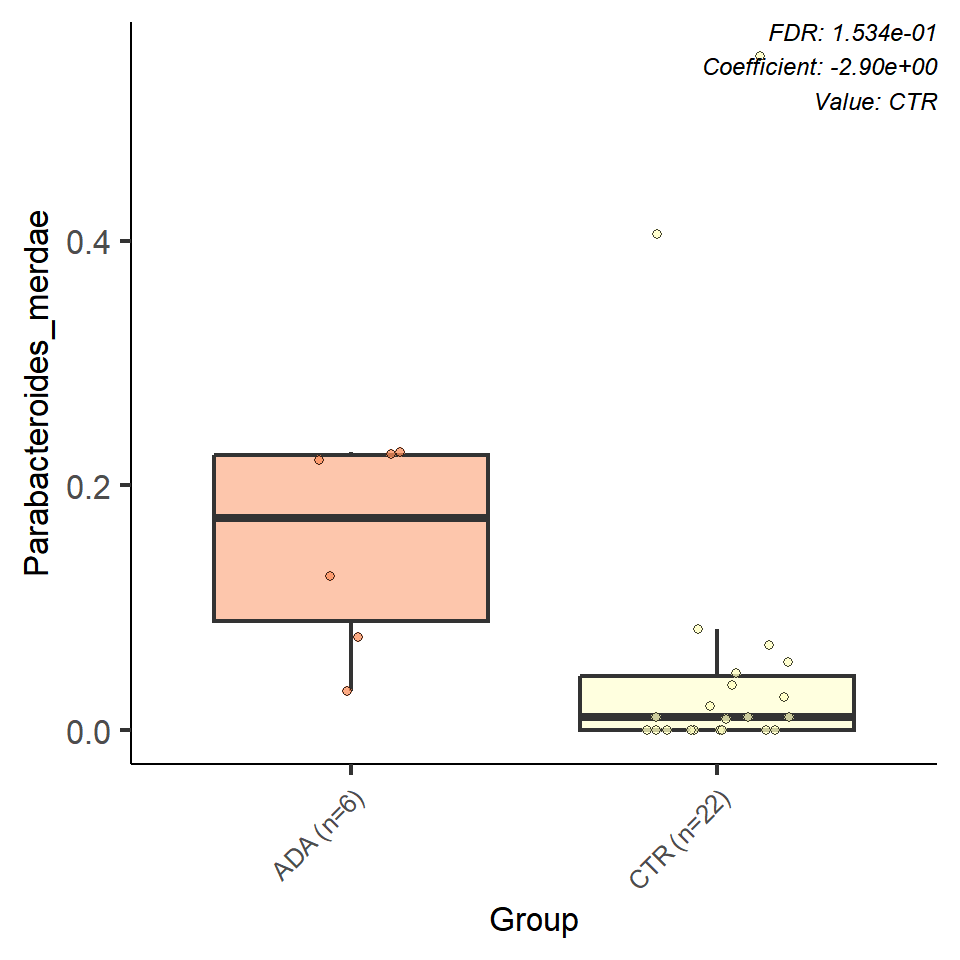 FDR: 1.534e-01
Coefficient: -2.90e+00
Value: CTR
Parabacteroides_merdae
0.4
0.2
0.0
ADA (n=6)
CTR (n=22)
Group